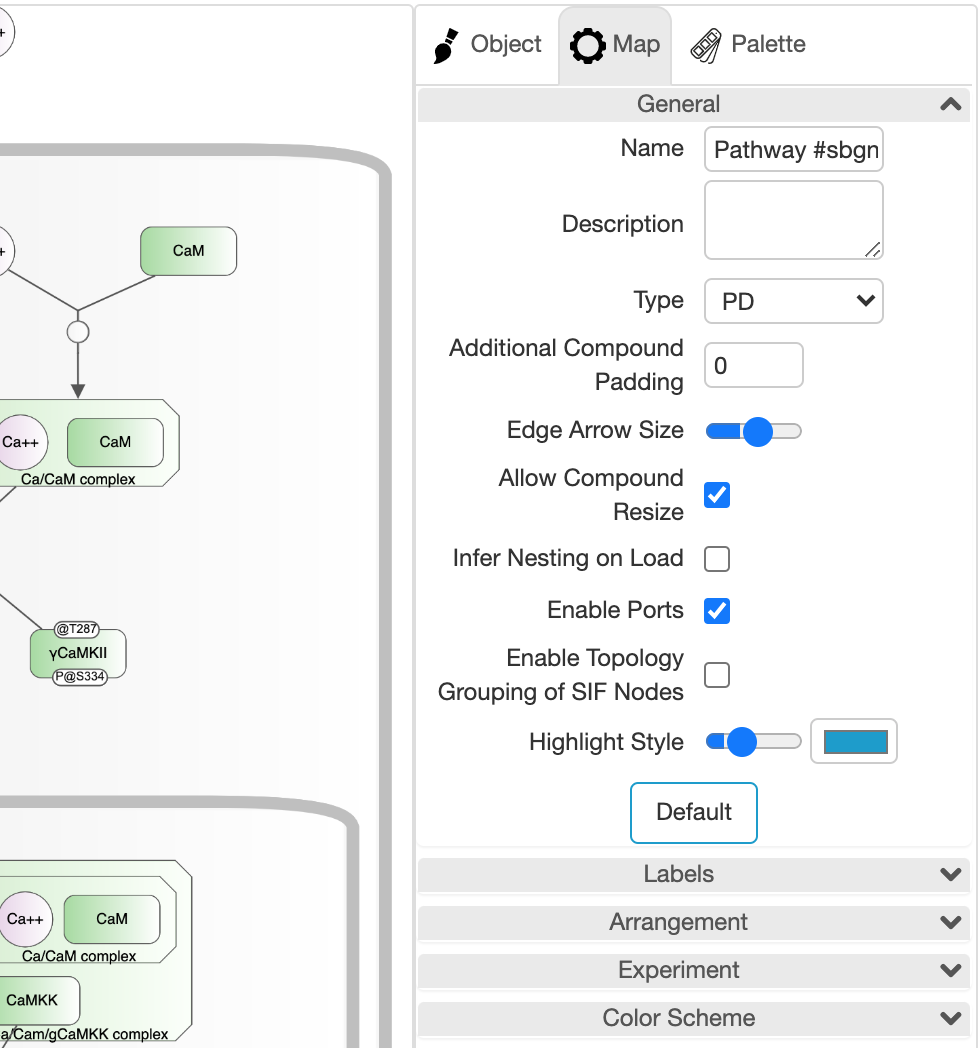 Object
Map
Palette
General
Name
Pathway #sbgn
Description
Type
PD
Additional Compound
Padding
0
Edge Arrow Size
Allow Compound
Resize
Infer Nesting on Load
Enable Ports
Enable Topology
Grouping of SIF Nodes
Highlight Style
Default
Labels
Arrangement
Experiment
Color Scheme
+
+
CaM
Ca++
CaM
Ca/CaM complex
@T287
γCaMKII
P@S334
Ca++
CaM
Ca/CaM complex
CaMKK
a/Cam/gCaMKK complex